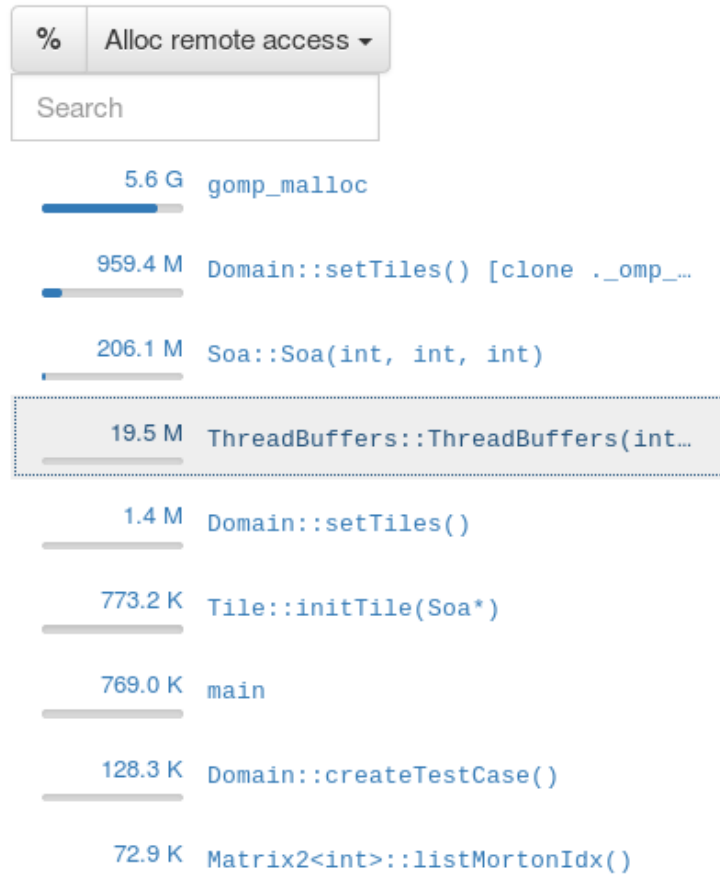 % Alloc remote access
Search
5.6 G gomp_malloc
959.4 M Domain::setTiles() [clone ._omp_…
206.1 M Soa::Soa(int, int, int)
19.5 M ThreadBuffers::ThreadBuffers(int…
1.4 M Domain::setTiles()
773.2 K Tile::initTile(Soa*)
769.0 K main
128.3 K Domain::createTestCase()
72.9 K Matrix2<int>::listMortonIdx()